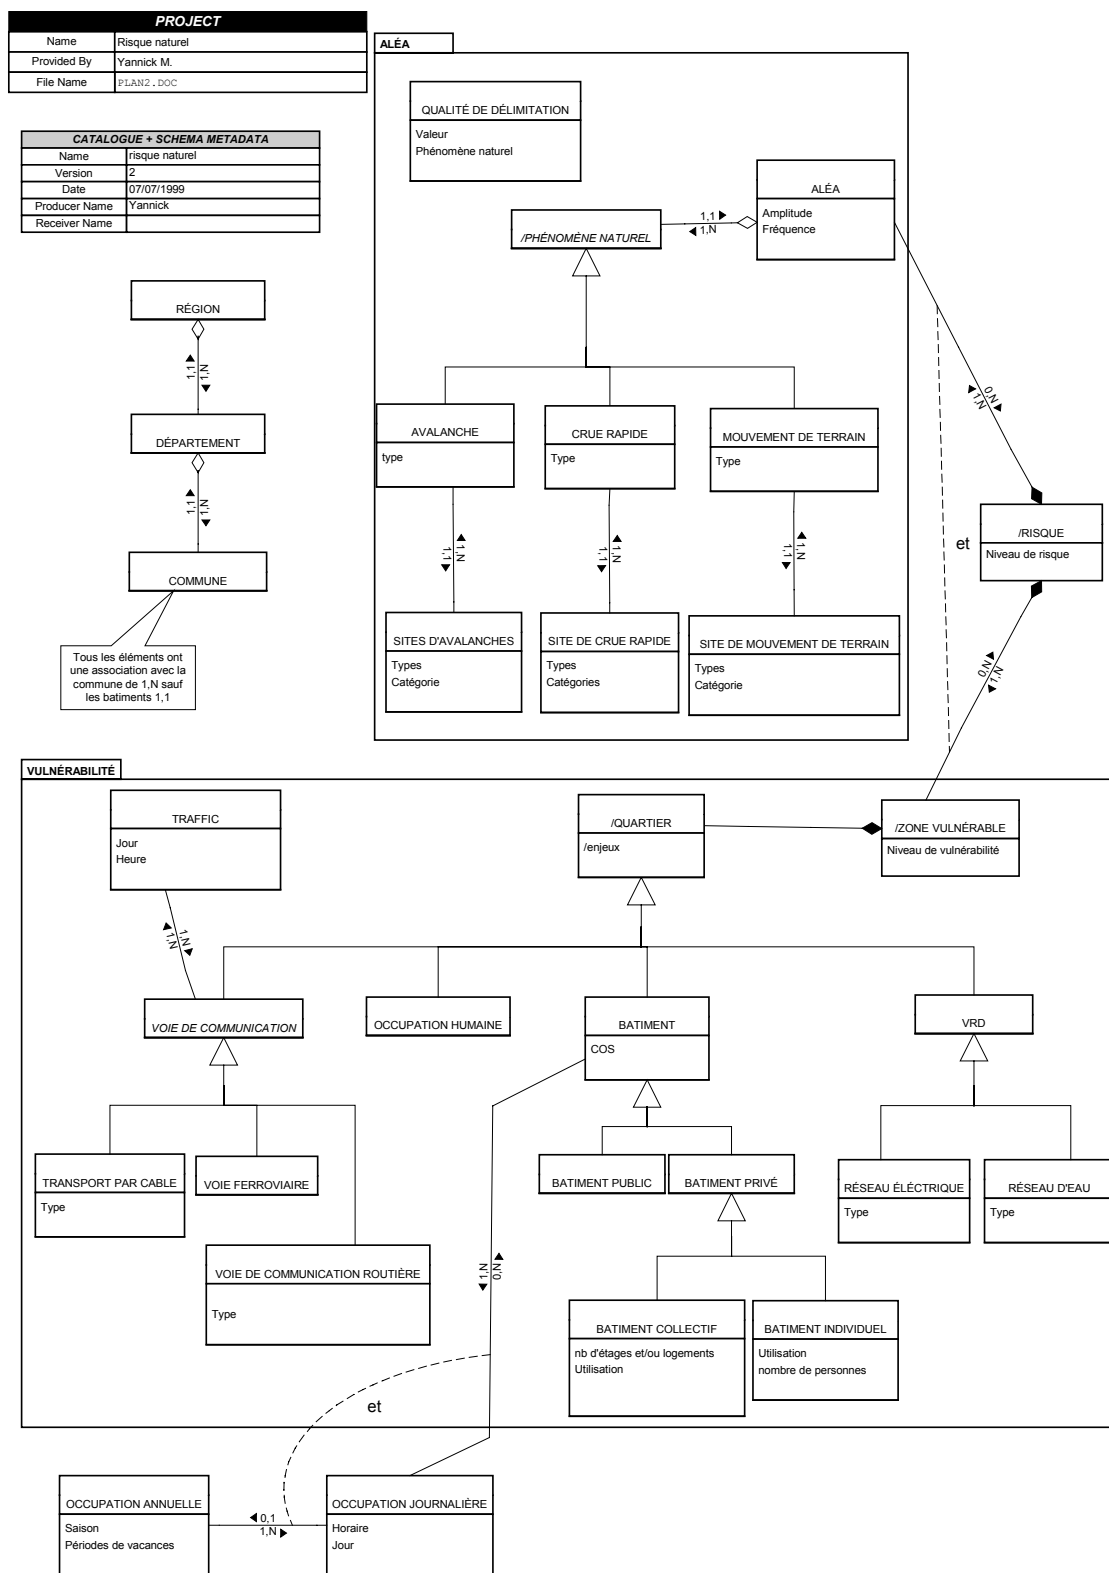 PROJECT
Name Risque naturel
Provided By Yannick M.
File Name PLAN2.DOC
CATALOGUE + SCHEMA METADATA
Name risque naturel
Version 2
Date 07/07/1999
Producer Name Yannick
Receiver Name
RÉGION
1,1
1,N
DÉPARTEMENT
1,1
1,N
COMMUNE
Tous les éléments ont
une association avec la
commune de 1,N sauf
les batiments 1,1
ALÉA
QUALITÉ DE DÉLIMITATION
Valeur
Phénomène naturel
/PHÉNOMÈNE NATUREL
1,1
1,N
ALÉA
Amplitude
Fréquence
AVALANCHE
type
CRUE RAPIDE
Type
MOUVEMENT DE TERRAIN
Type
1,1
1,N
1,1
1,N
1,1
1,N
SITES D'AVALANCHES
Types
Catégorie
SITE DE CRUE RAPIDE
Types
Catégories
SITE DE MOUVEMENT DE TERRAIN
Types
Catégorie
0,N
1,N
et
/RISQUE
Niveau de risque
0,N
1,N
VULNÉRABILITÉ
TRAFFIC
Jour
Heure
/QUARTIER
/enjeux
/ZONE VULNÉRABLE
Niveau de vulnérabilité
1,N
1,N
VOIE DE COMMUNICATION
OCCUPATION HUMAINE
BATIMENT
COS
VRD
TRANSPORT PAR CABLE
Type
VOIE FERROVIAIRE
VOIE DE COMMUNICATION ROUTIÈRE
Type
BATIMENT PUBLIC
BATIMENT PRIVÉ
RÉSEAU ÉLÉCTRIQUE
Type
RÉSEAU D'EAU
Type
1,N
0,N
BATIMENT COLLECTIF
nb d'étages et/ou logements
Utilisation
BATIMENT INDIVIDUEL
Utilisation
nombre de personnes
et
OCCUPATION ANNUELLE
Saison
Périodes de vacances
0,1
1,N
OCCUPATION JOURNALIÈRE
Horaire
Jour